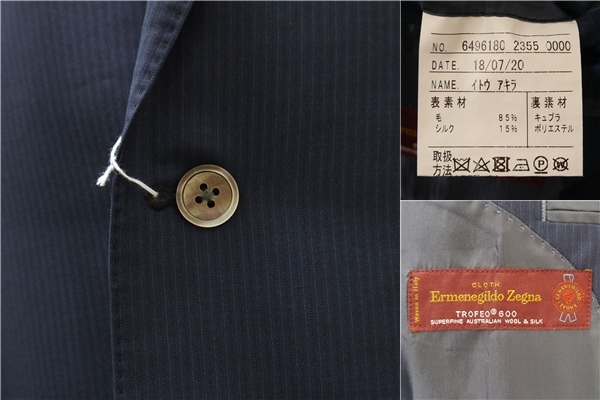 NO. 6496180 2355 0000
DATE. 18/07/20
NAME. イトウ アキラ
表素材 裏素材
毛 85% キュプラ
シルク 15% ポリエステル
取扱
方法
Woven in Italy
CLOTH
Ermenegildo Zegna
TROFEO® 600
SUPERFINE AUSTRALIAN WOOL & SILK